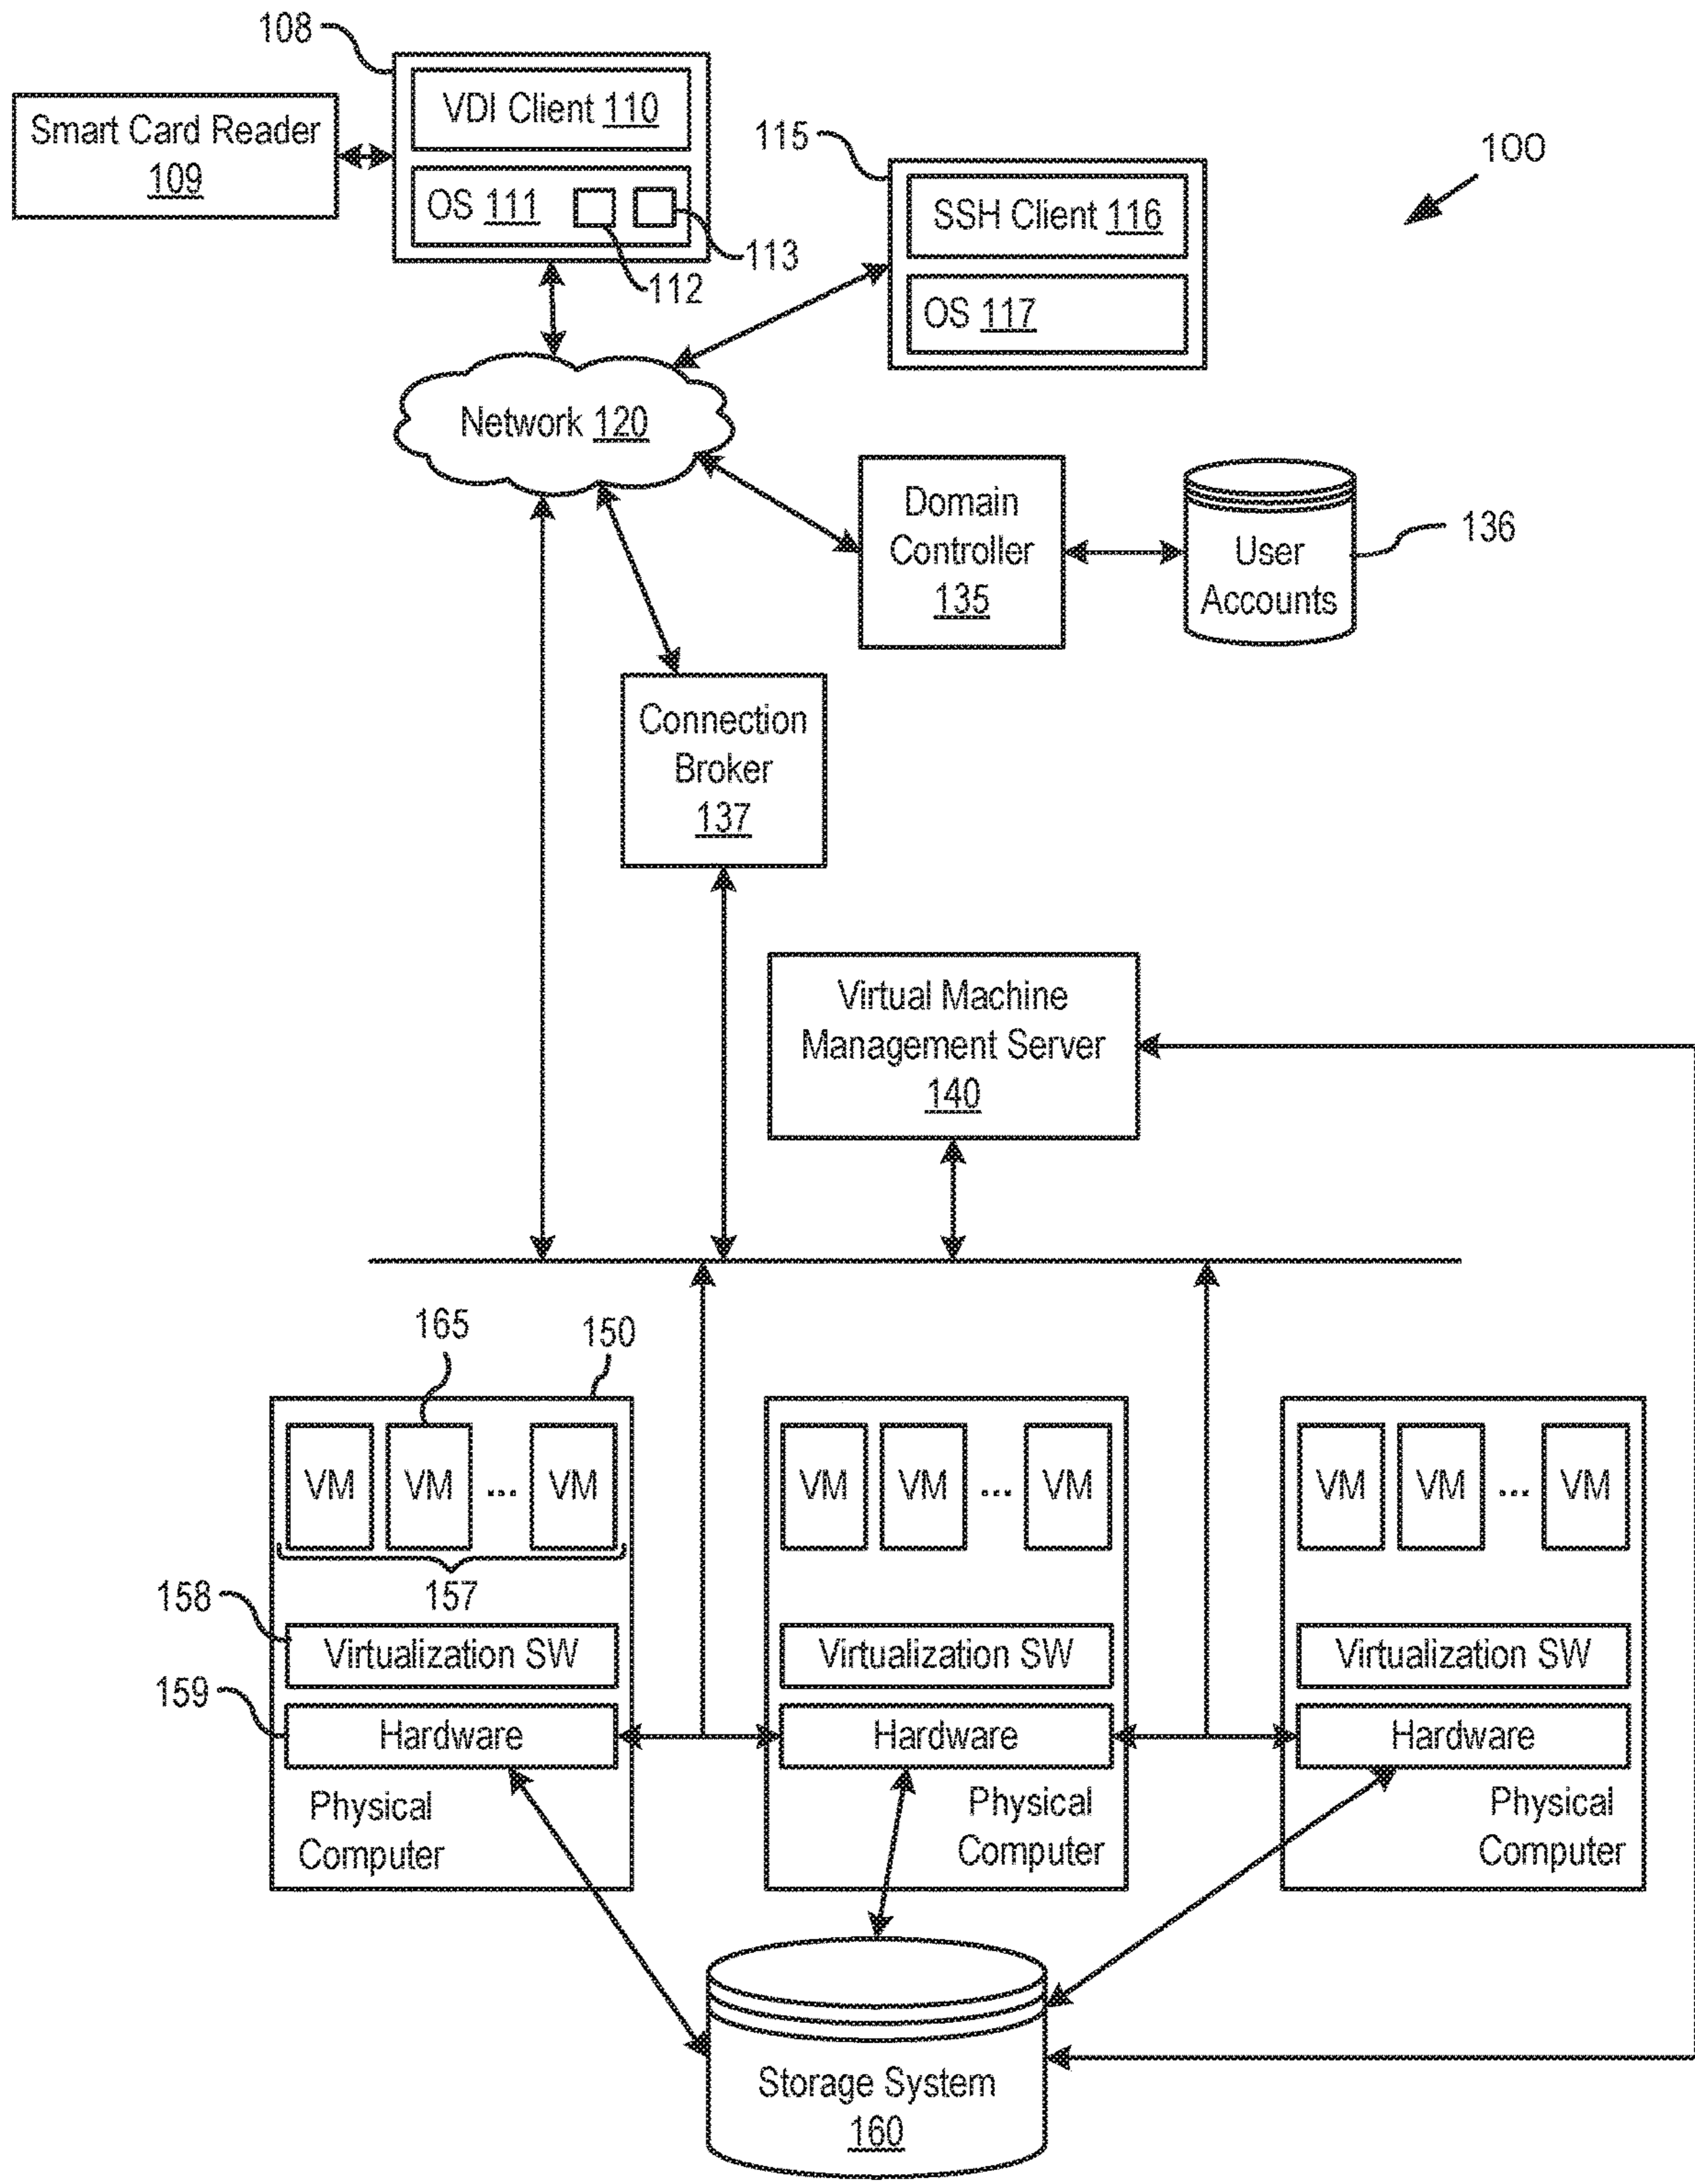 108
VDI Client 110
Smart Card Reader
109
OS 111
113
112
115
SSH Client 116
OS 117
100
Network 120
Domain
Controller
135
User
Accounts
136
Connection
Broker
137
Virtual Machine
Management Server
140
165
150
VM
VM
...
VM
157
158
Virtualization SW
159
Hardware
Physical
Computer
VM
VM
...
VM
Virtualization SW
Hardware
Physical
Computer
VM
VM
...
VM
Virtualization SW
Hardware
Physical
Computer
Storage System
160